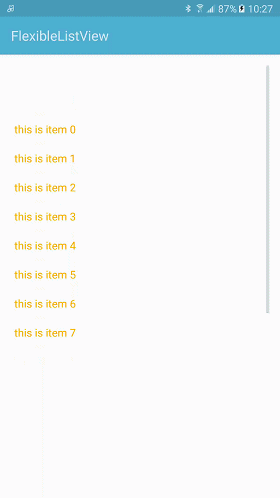 87% 10:27
FlexibleListView
this is item 0
this is item 1
this is item 2
this is item 3
this is item 4
this is item 5
this is item 6
this is item 7